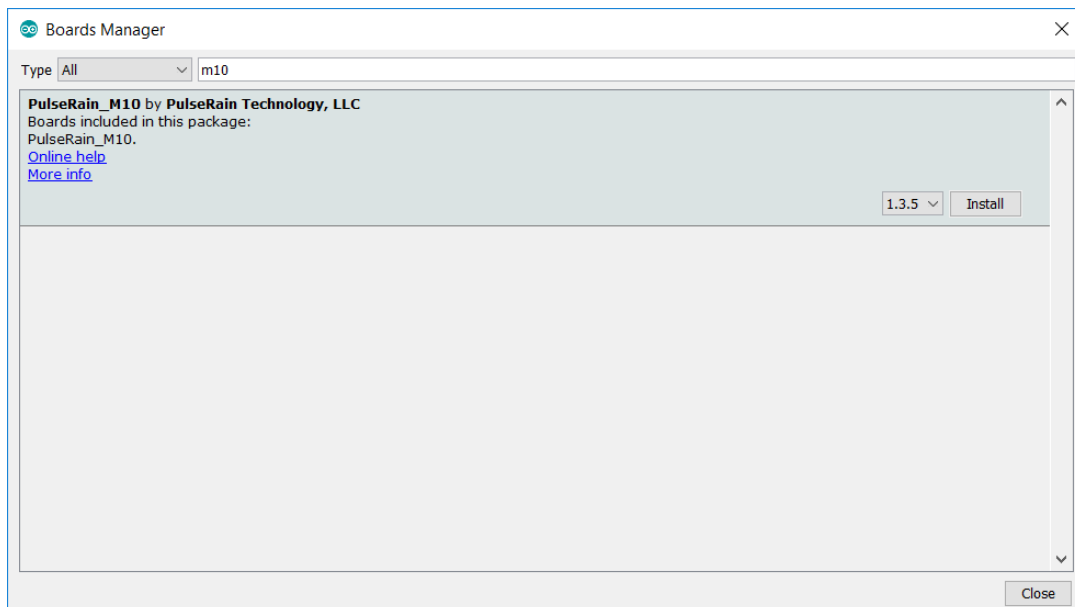 Boards Manager
Type All m10
PulseRain_M10 by PulseRain Technology, LLC
Boards included in this package:
PulseRain_M10.
Online help
More info
1.3.5 Install
Close